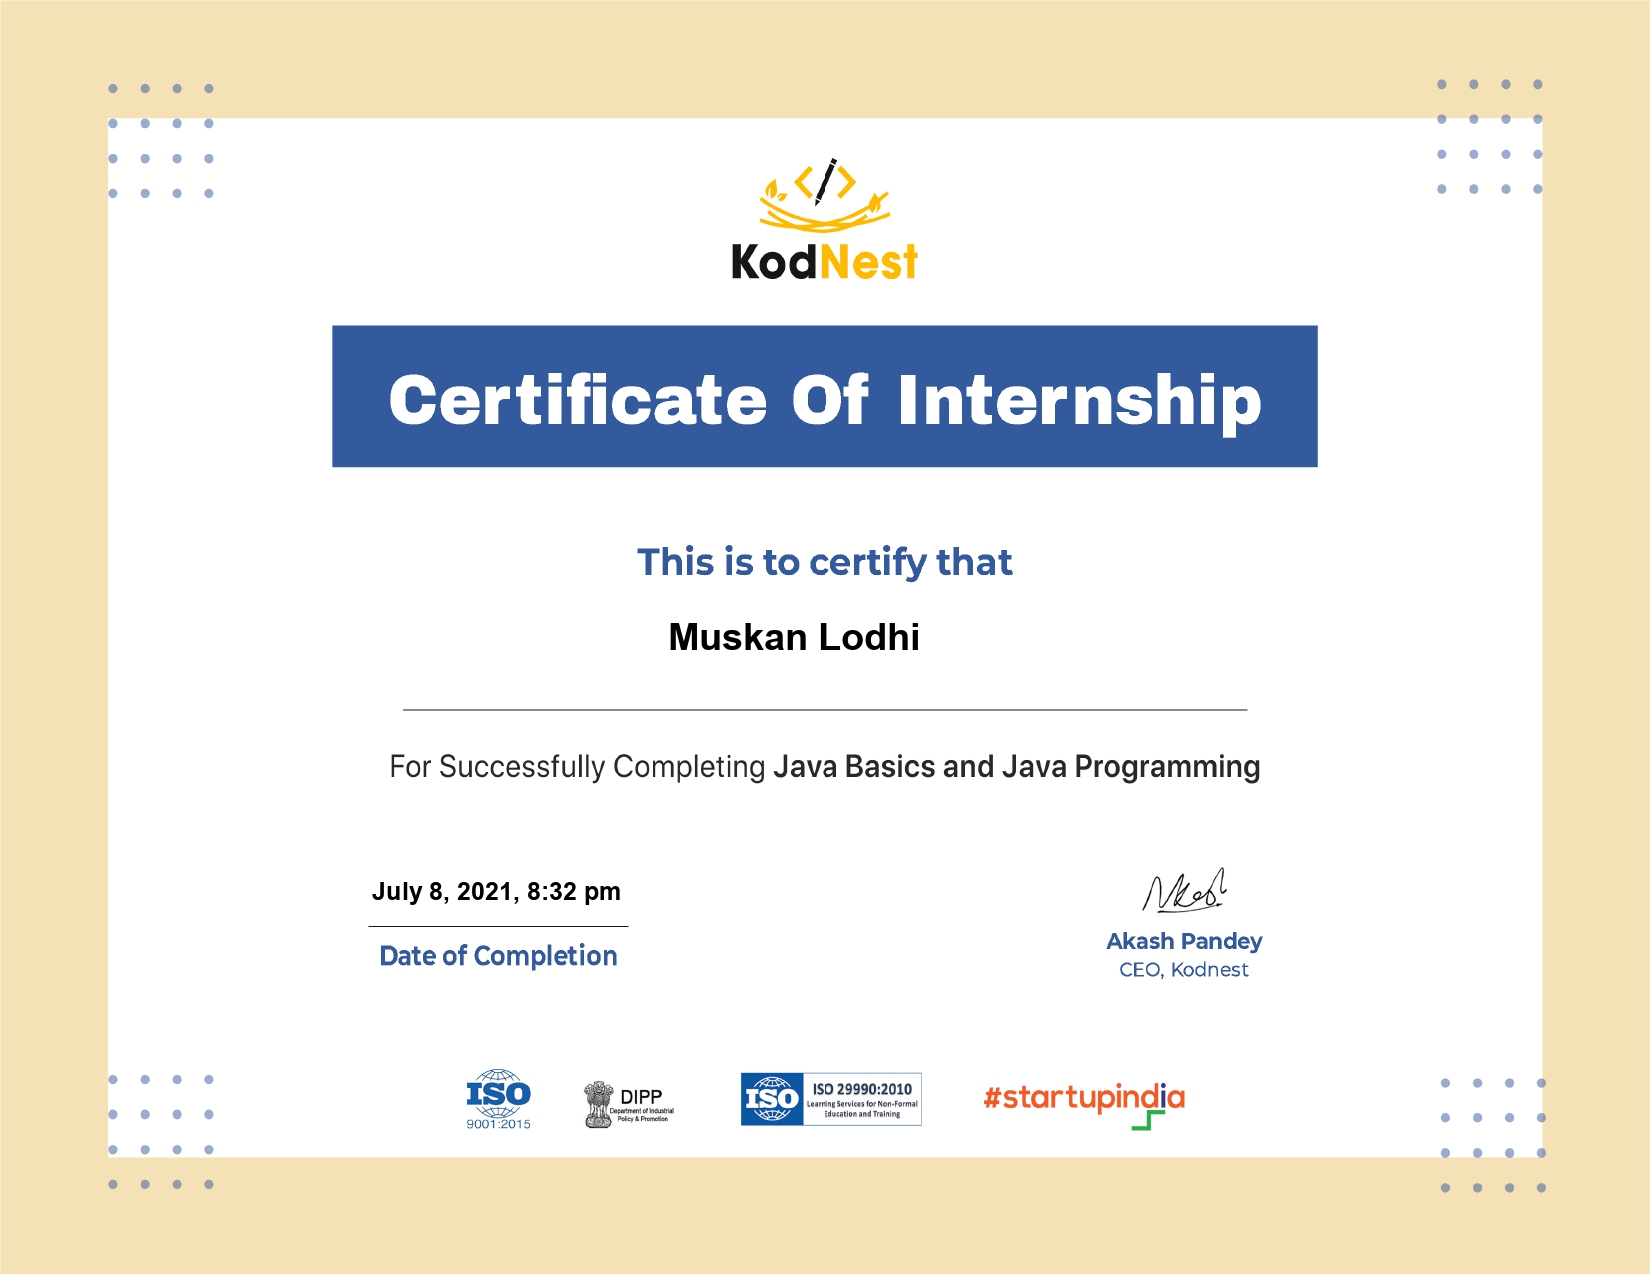 KodNest
Certificate Of Internship
This is to certify that
Muskan Lodhi
For Successfully Completing Java Basics and Java Programming
July 8, 2021, 8:32 pm
Date of Completion
Akash Pandey
CEO, Kodnest
ISO
9001:2015
DIPP
Department of Industrial
Policy & Promotion
ISO
ISO 29990:2010
Learning Services for Non-Formal
Education and Training
#startupindia